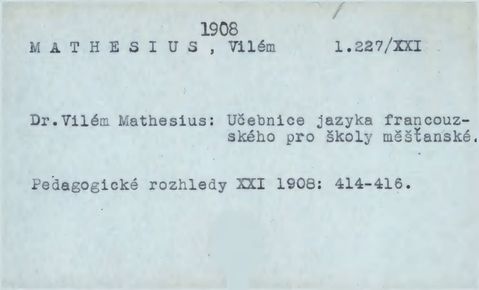 1908
M A T H E S I U S , Vilém 1.227/XXI
Dr.Vilém Mathesius: Učebnice jazyka francouz-
ského pro školy měšťanské.
Pedagogické rozhledy XXI 1908: 414-416.